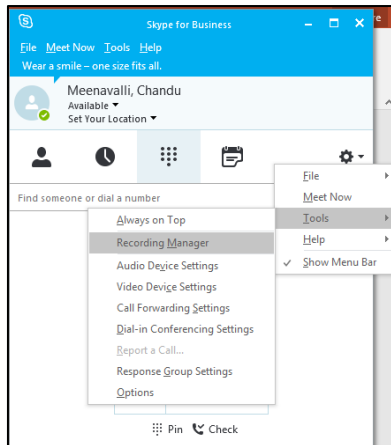 Skype for Business
File Meet Now Tools Help
Wear a smile – one size fits all.
Meenavalli, Chandu
Available
Set Your Location
File
Find someone or dial a number
Meet Now
Always on Top
Tools
Recording Manager
Help
Audio Device Settings
Show Menu Bar
Video Device Settings
Call Forwarding Settings
Dial-in Conferencing Settings
Report a Call...
Response Group Settings
Options
Pin Check